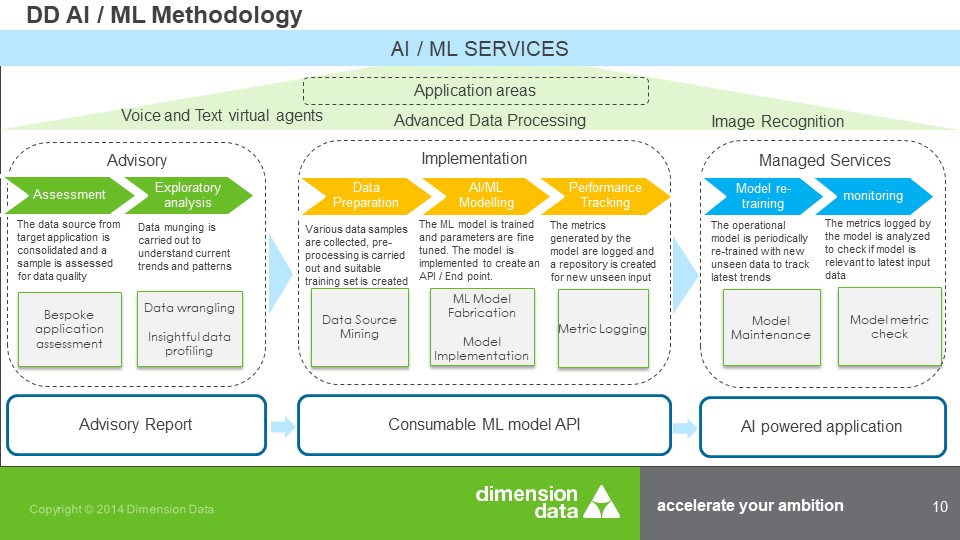 DD AI / ML Methodology
AI / ML SERVICES
Application areas
Voice and Text virtual agents
Advanced Data Processing
Image Recognition
Advisory
Assessment
Exploratory
analysis
The data source from
target application is
consolidated and a
sample is assessed
for data quality
Data munging is
carried out to
understand current
trends and patterns
Bespoke
application
assessment
Data wrangling
Insightful data
profiling
Implementation
Data
Preparation
AI/ML
Modelling
Performance
Tracking
Various data samples
are collected, pre-
processing is carried
out and suitable
training set is created
The ML model is trained
and parameters are fine
tuned. The model is
implemented to create an
API / End point.
The metrics
generated by the
model are logged and
a repository is created
for new unseen input
Data Source
Mining
ML Model
Fabrication
Model
Implementation
Metric Logging
Managed Services
Model re-
training
monitoring
The operational
model is periodically
re-trained with new
unseen data to track
latest trends
The metrics logged by
the model is analyzed
to check if model is
relevant to latest input
data
Model
Maintenance
Model metric
check
Advisory Report
Consumable ML model API
AI powered application
Copyright © 2014 Dimension Data
dimension
data
accelerate your ambition
10